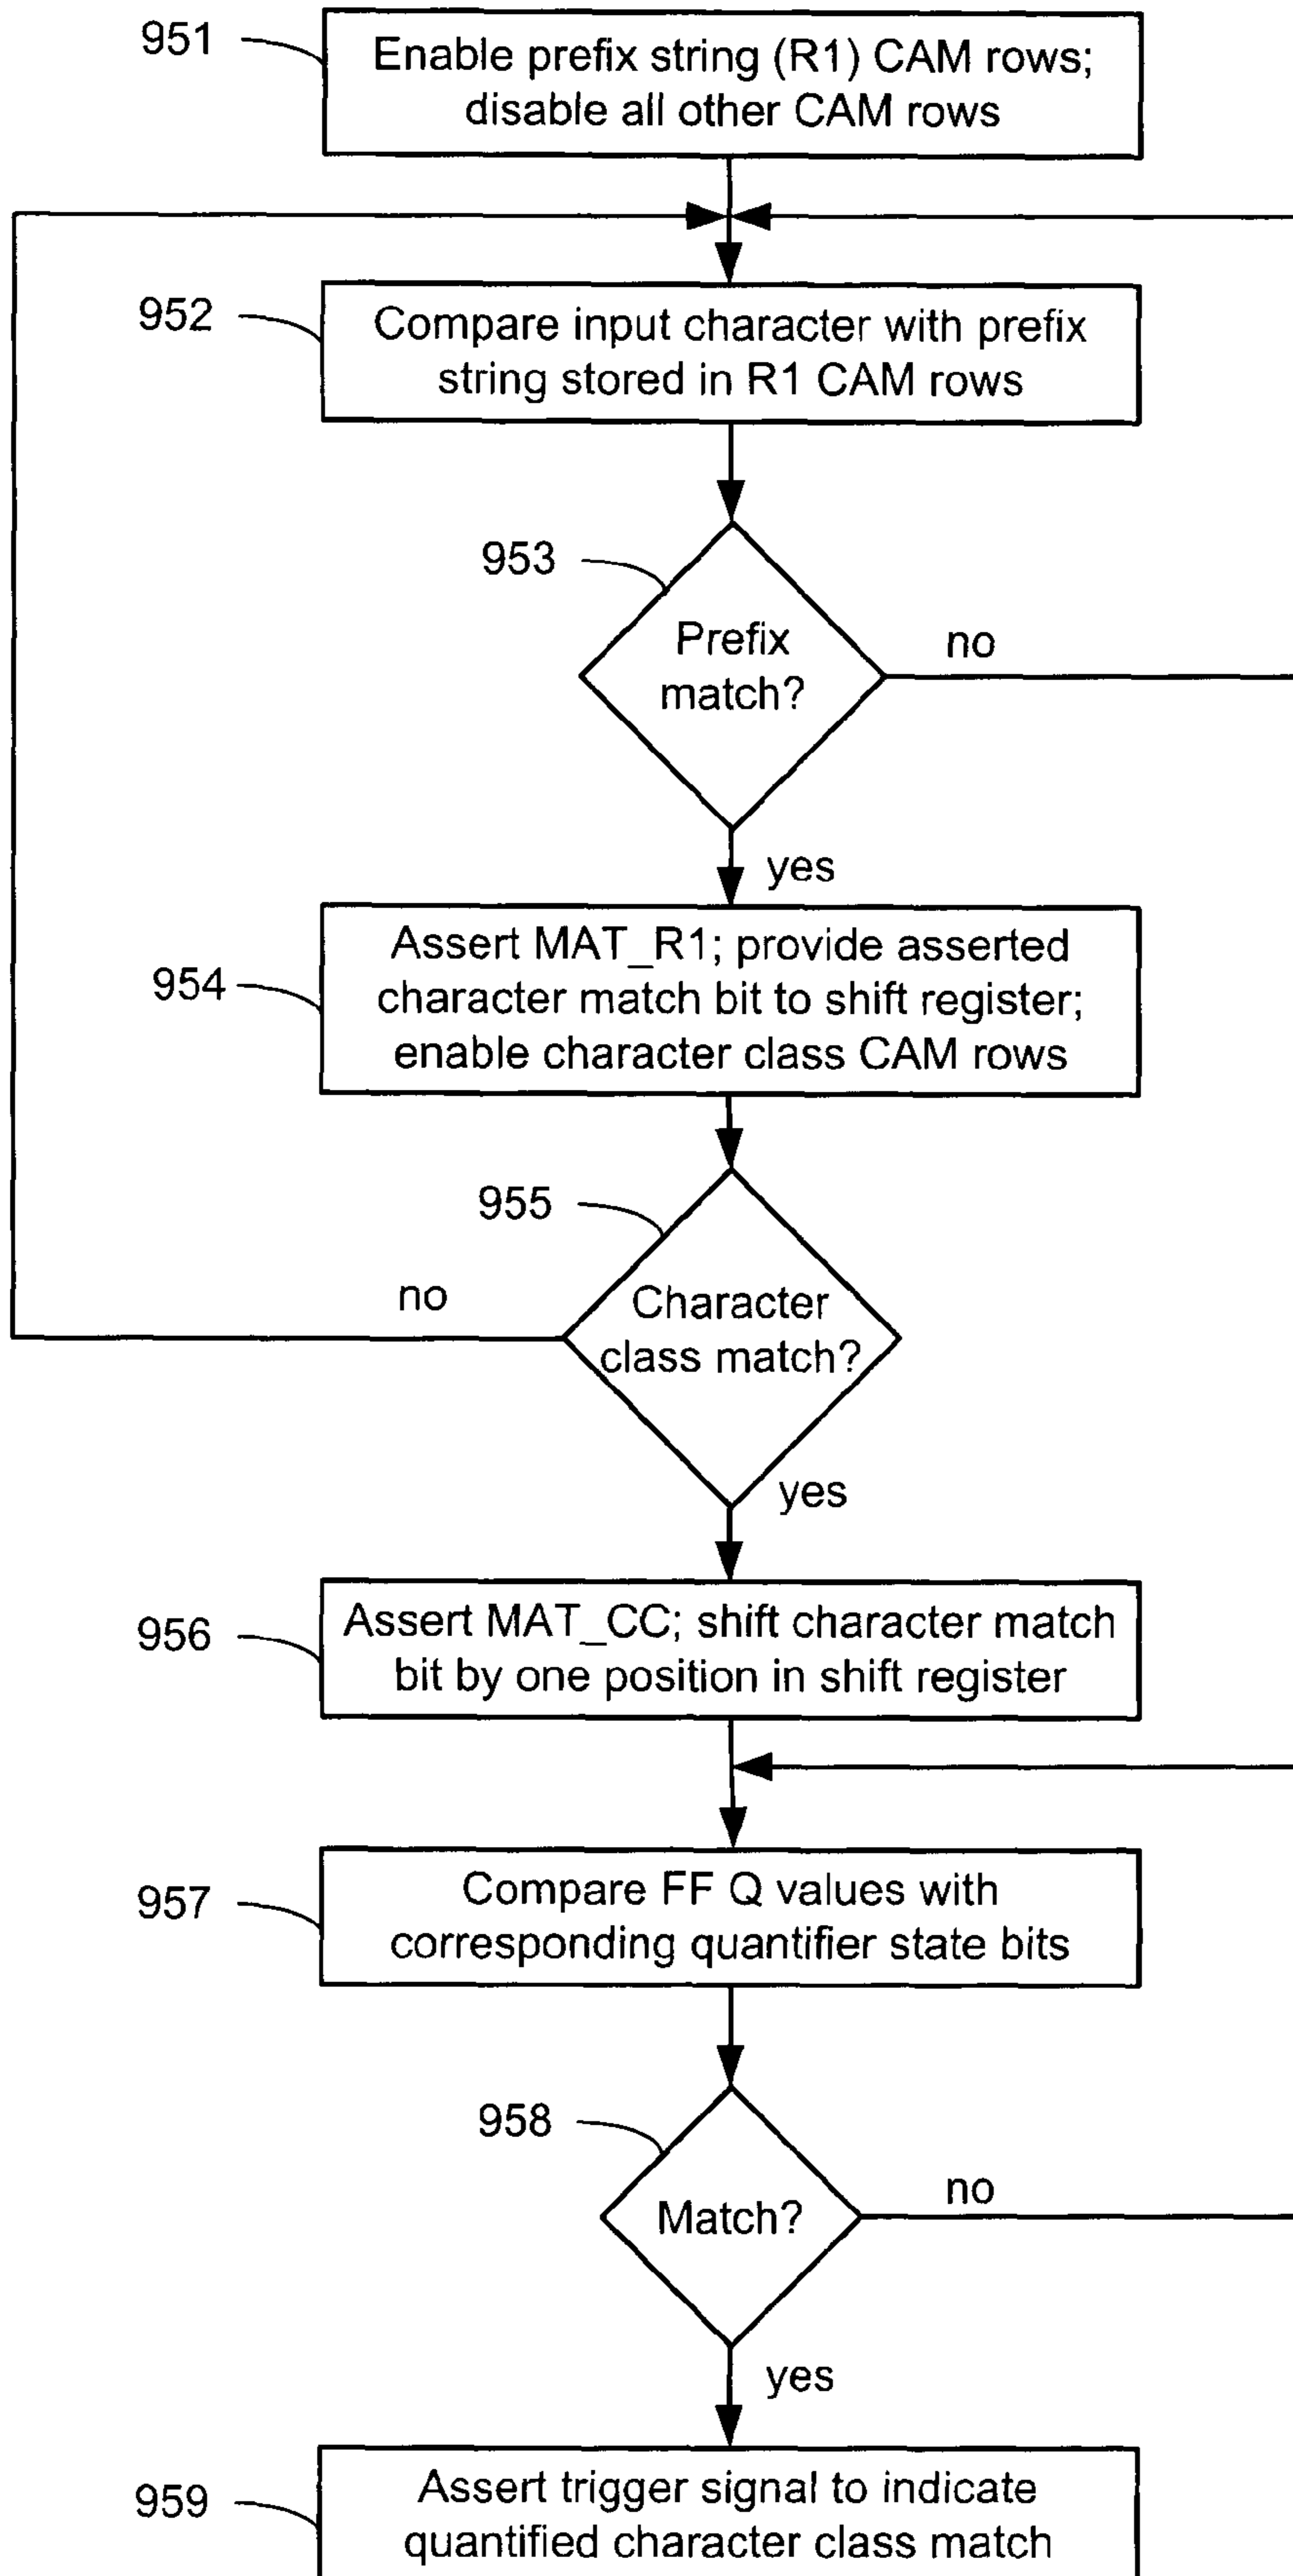 951
Enable prefix string (R1) CAM rows;
disable all other CAM rows
952
Compare input character with prefix
string stored in R1 CAM rows
953
Prefix
match?
no
yes
954
Assert MAT_R1; provide asserted
character match bit to shift register;
enable character class CAM rows
955
no
Character
class match?
yes
956
Assert MAT_CC; shift character match
bit by one position in shift register
957
Compare FF Q values with
corresponding quantifier state bits
958
Match?
no
yes
959
Assert trigger signal to indicate
quantified character class match